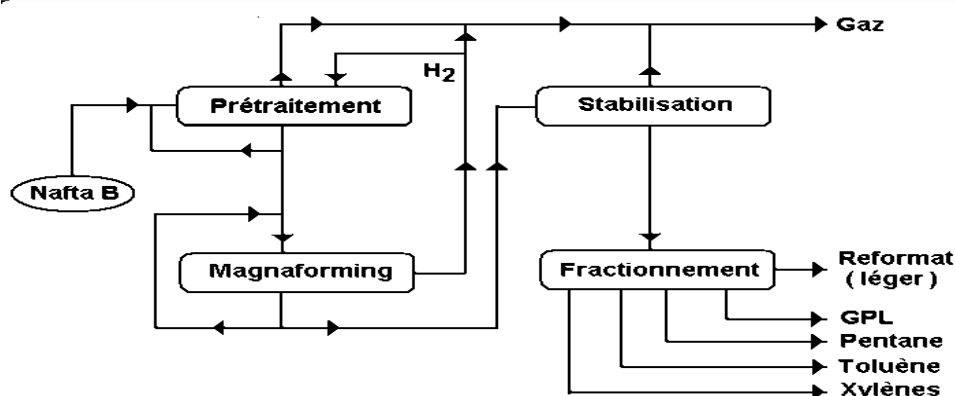 Gaz
H2
Prétraitement
Stabilisation
Nafta B
Magnaforming
Fractionnement
Reformat
( léger )
GPL
Pentane
Toluène
Xylènes